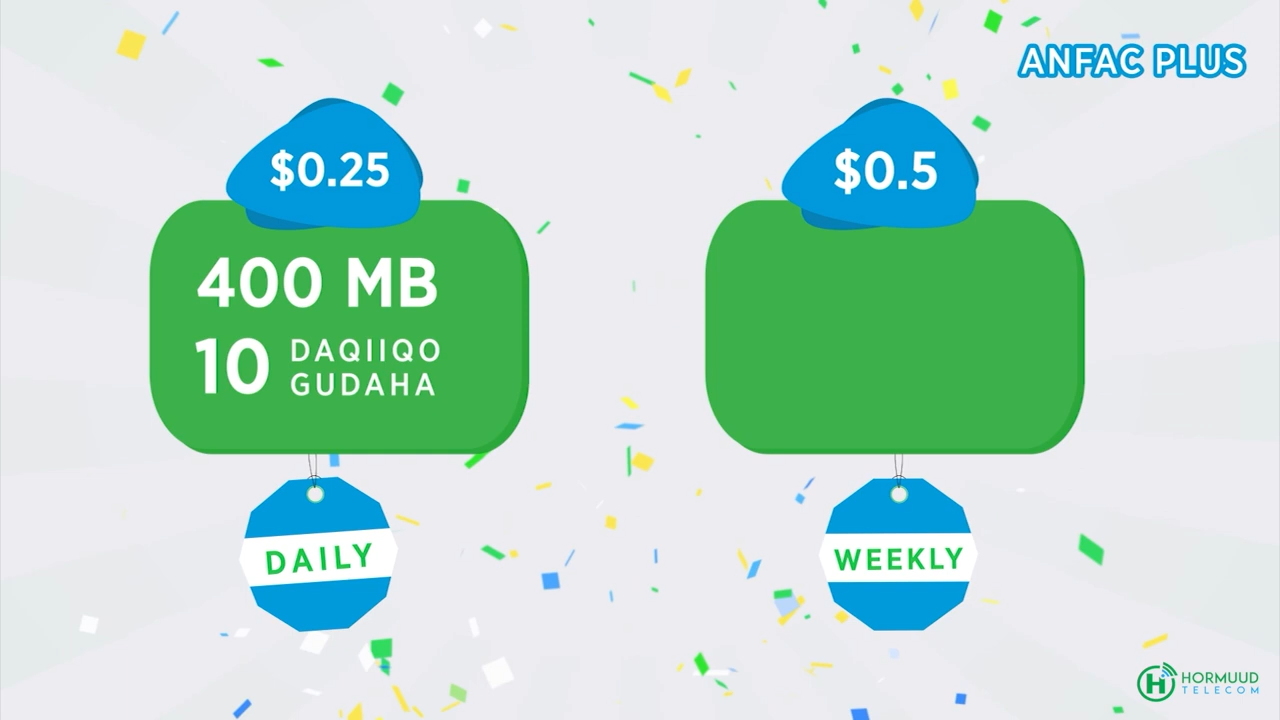 ANFAC PLUS
$0.25
400 MB
10 DAQIIQO
GUDAHA
DAILY
$0.5
WEEKLY
HORMUUD
TELECOM